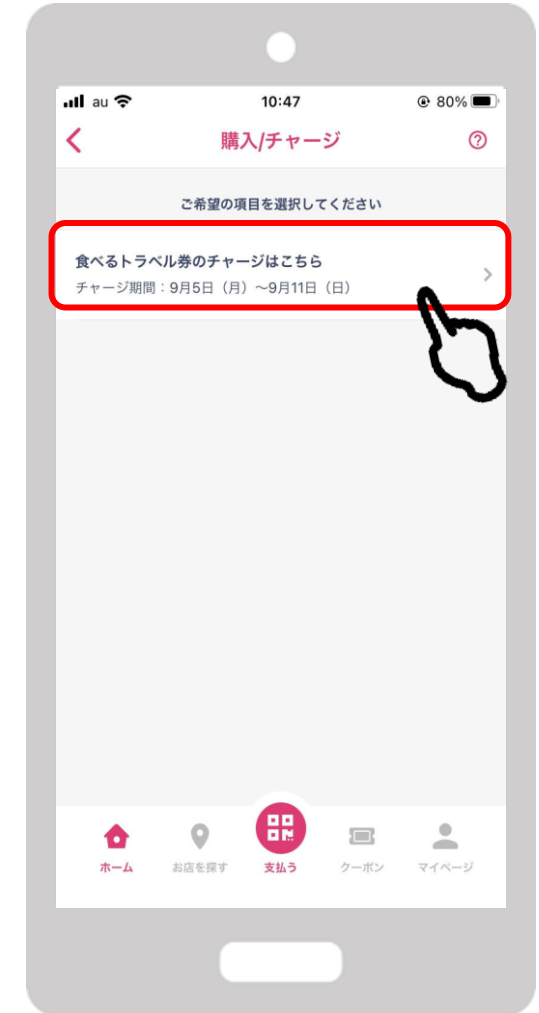 au 10:47 80%
購入/チャージ
ご希望の項目を選択してください
食べるトラベル券のチャージはこちら
チャージ期間：9月5日（月）～9月11日（日）
ホーム お店を探す 支払う クーポン マイページ